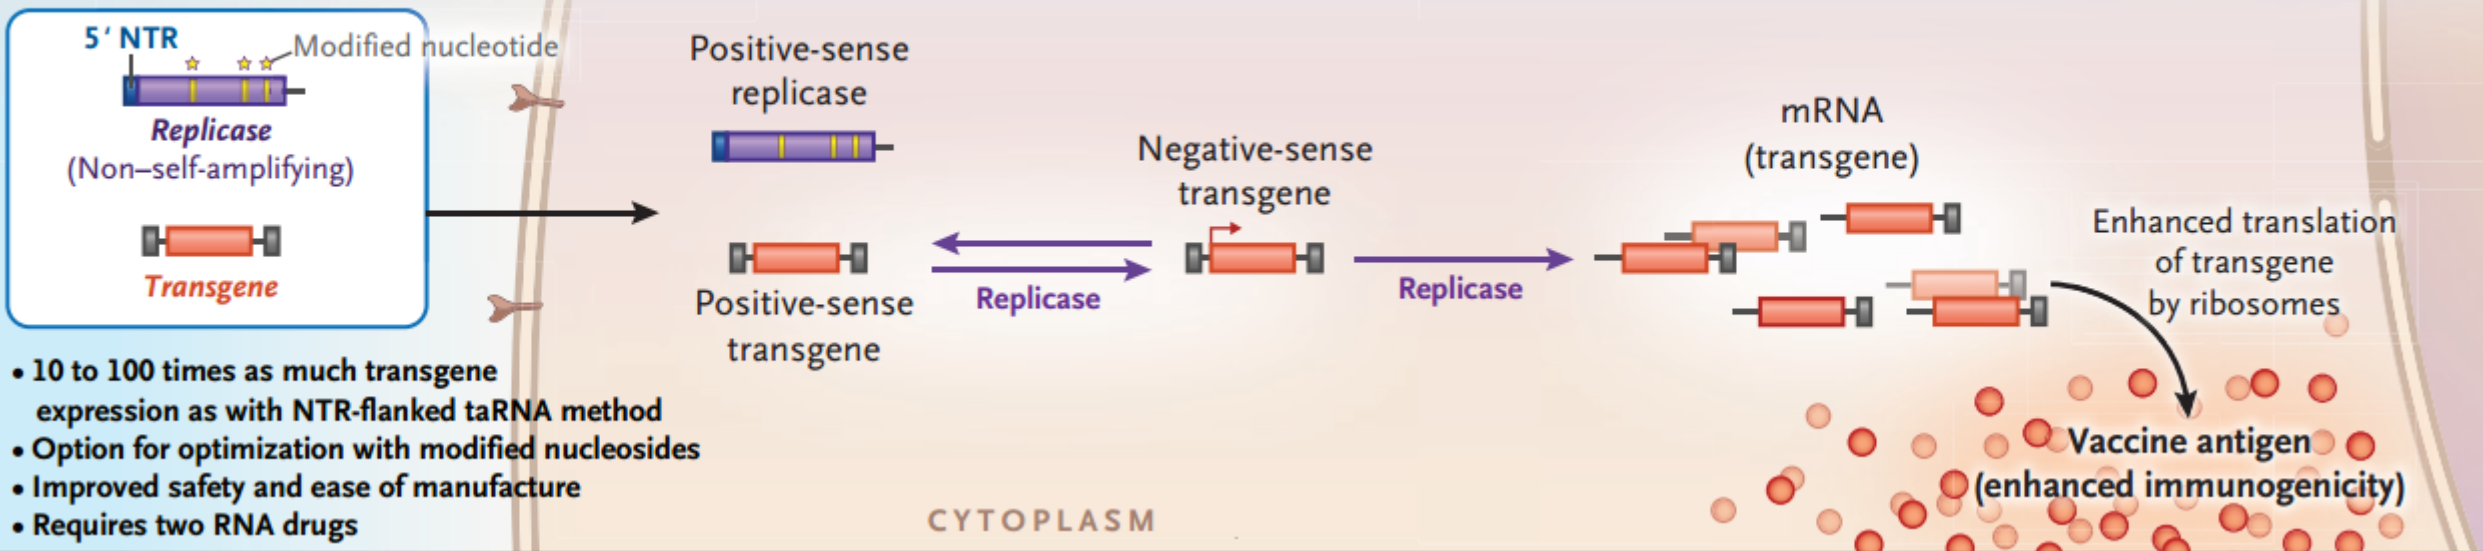 5′ NTR
Modified nucleotide
Replicase
(Non–self-amplifying)
Transgene
• 10 to 100 times as much transgene
expression as with NTR-flanked taRNA method
• Option for optimization with modified nucleosides
• Improved safety and ease of manufacture
• Requires two RNA drugs
Positive-sense
replicase
Positive-sense
transgene
Replicase
Negative-sense
transgene
Replicase
mRNA
(transgene)
Enhanced translation
of transgene
by ribosomes
Vaccine antigen
(enhanced immunogenicity)
CYTOPLASM